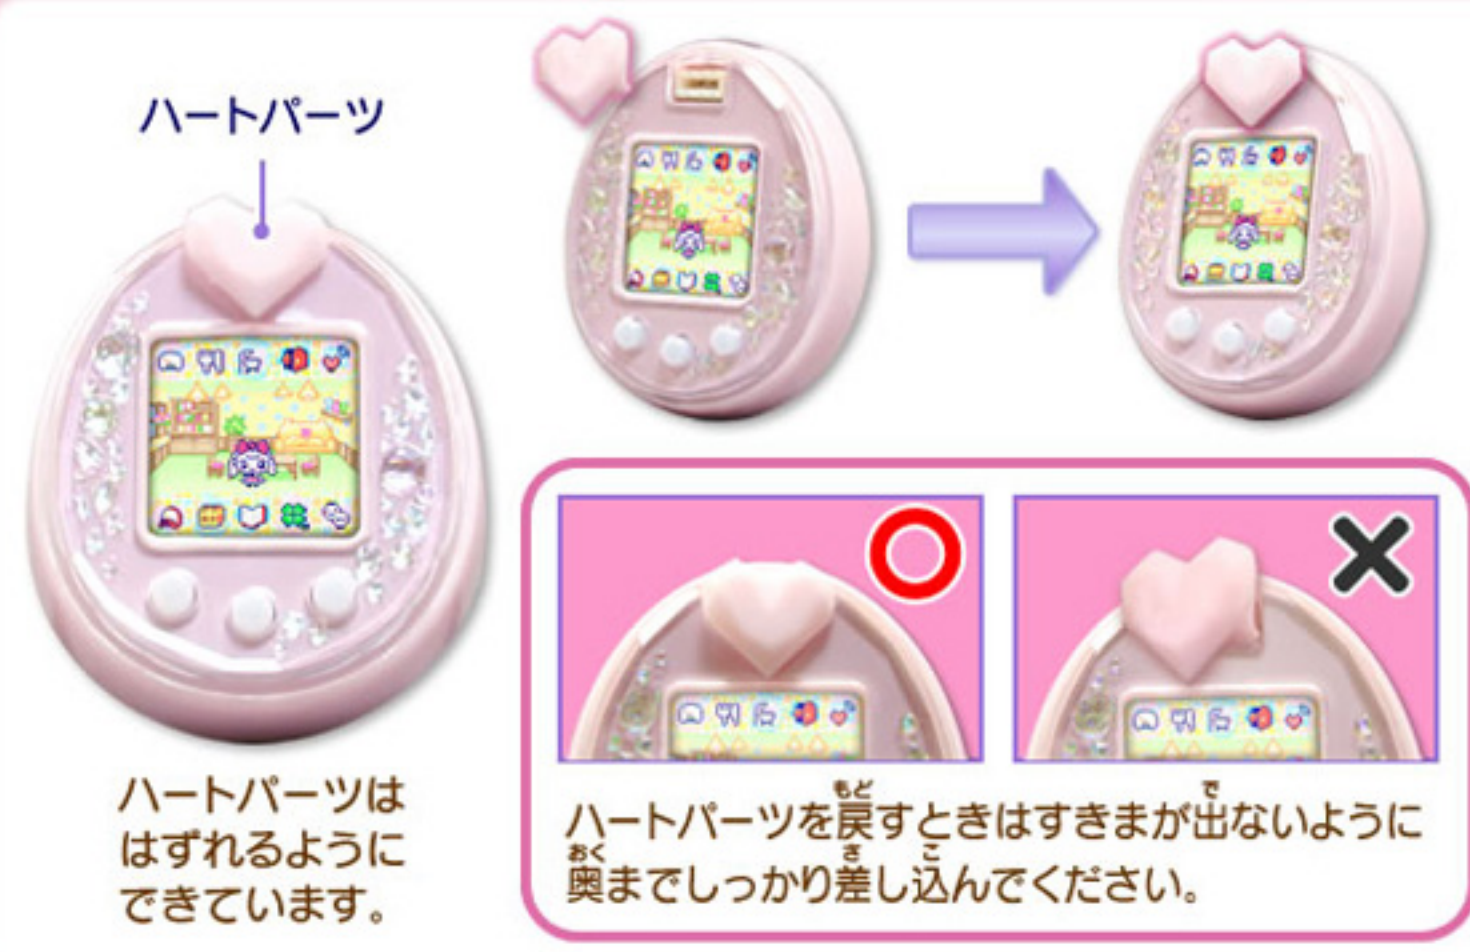 ハートパーツ
ハートパーツは
はずれるように
できています。
ハートパーツを戻すときはすきまが出ないように
奥までしっかり差し込んでください。